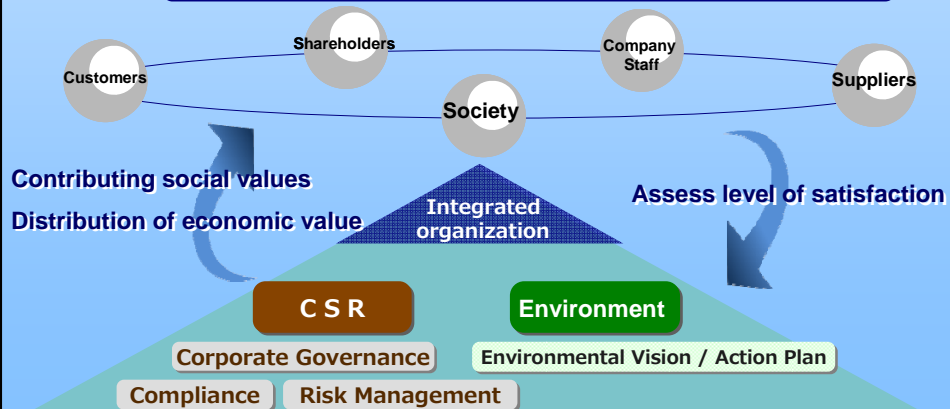 Shareholders
Company
Staff
Customers
Suppliers
Society
Contributing social values
Distribution of economic value
Assess level of satisfaction
Integrated
organization
C S R
Environment
Corporate Governance
Environmental Vision / Action Plan
Compliance
Risk Management